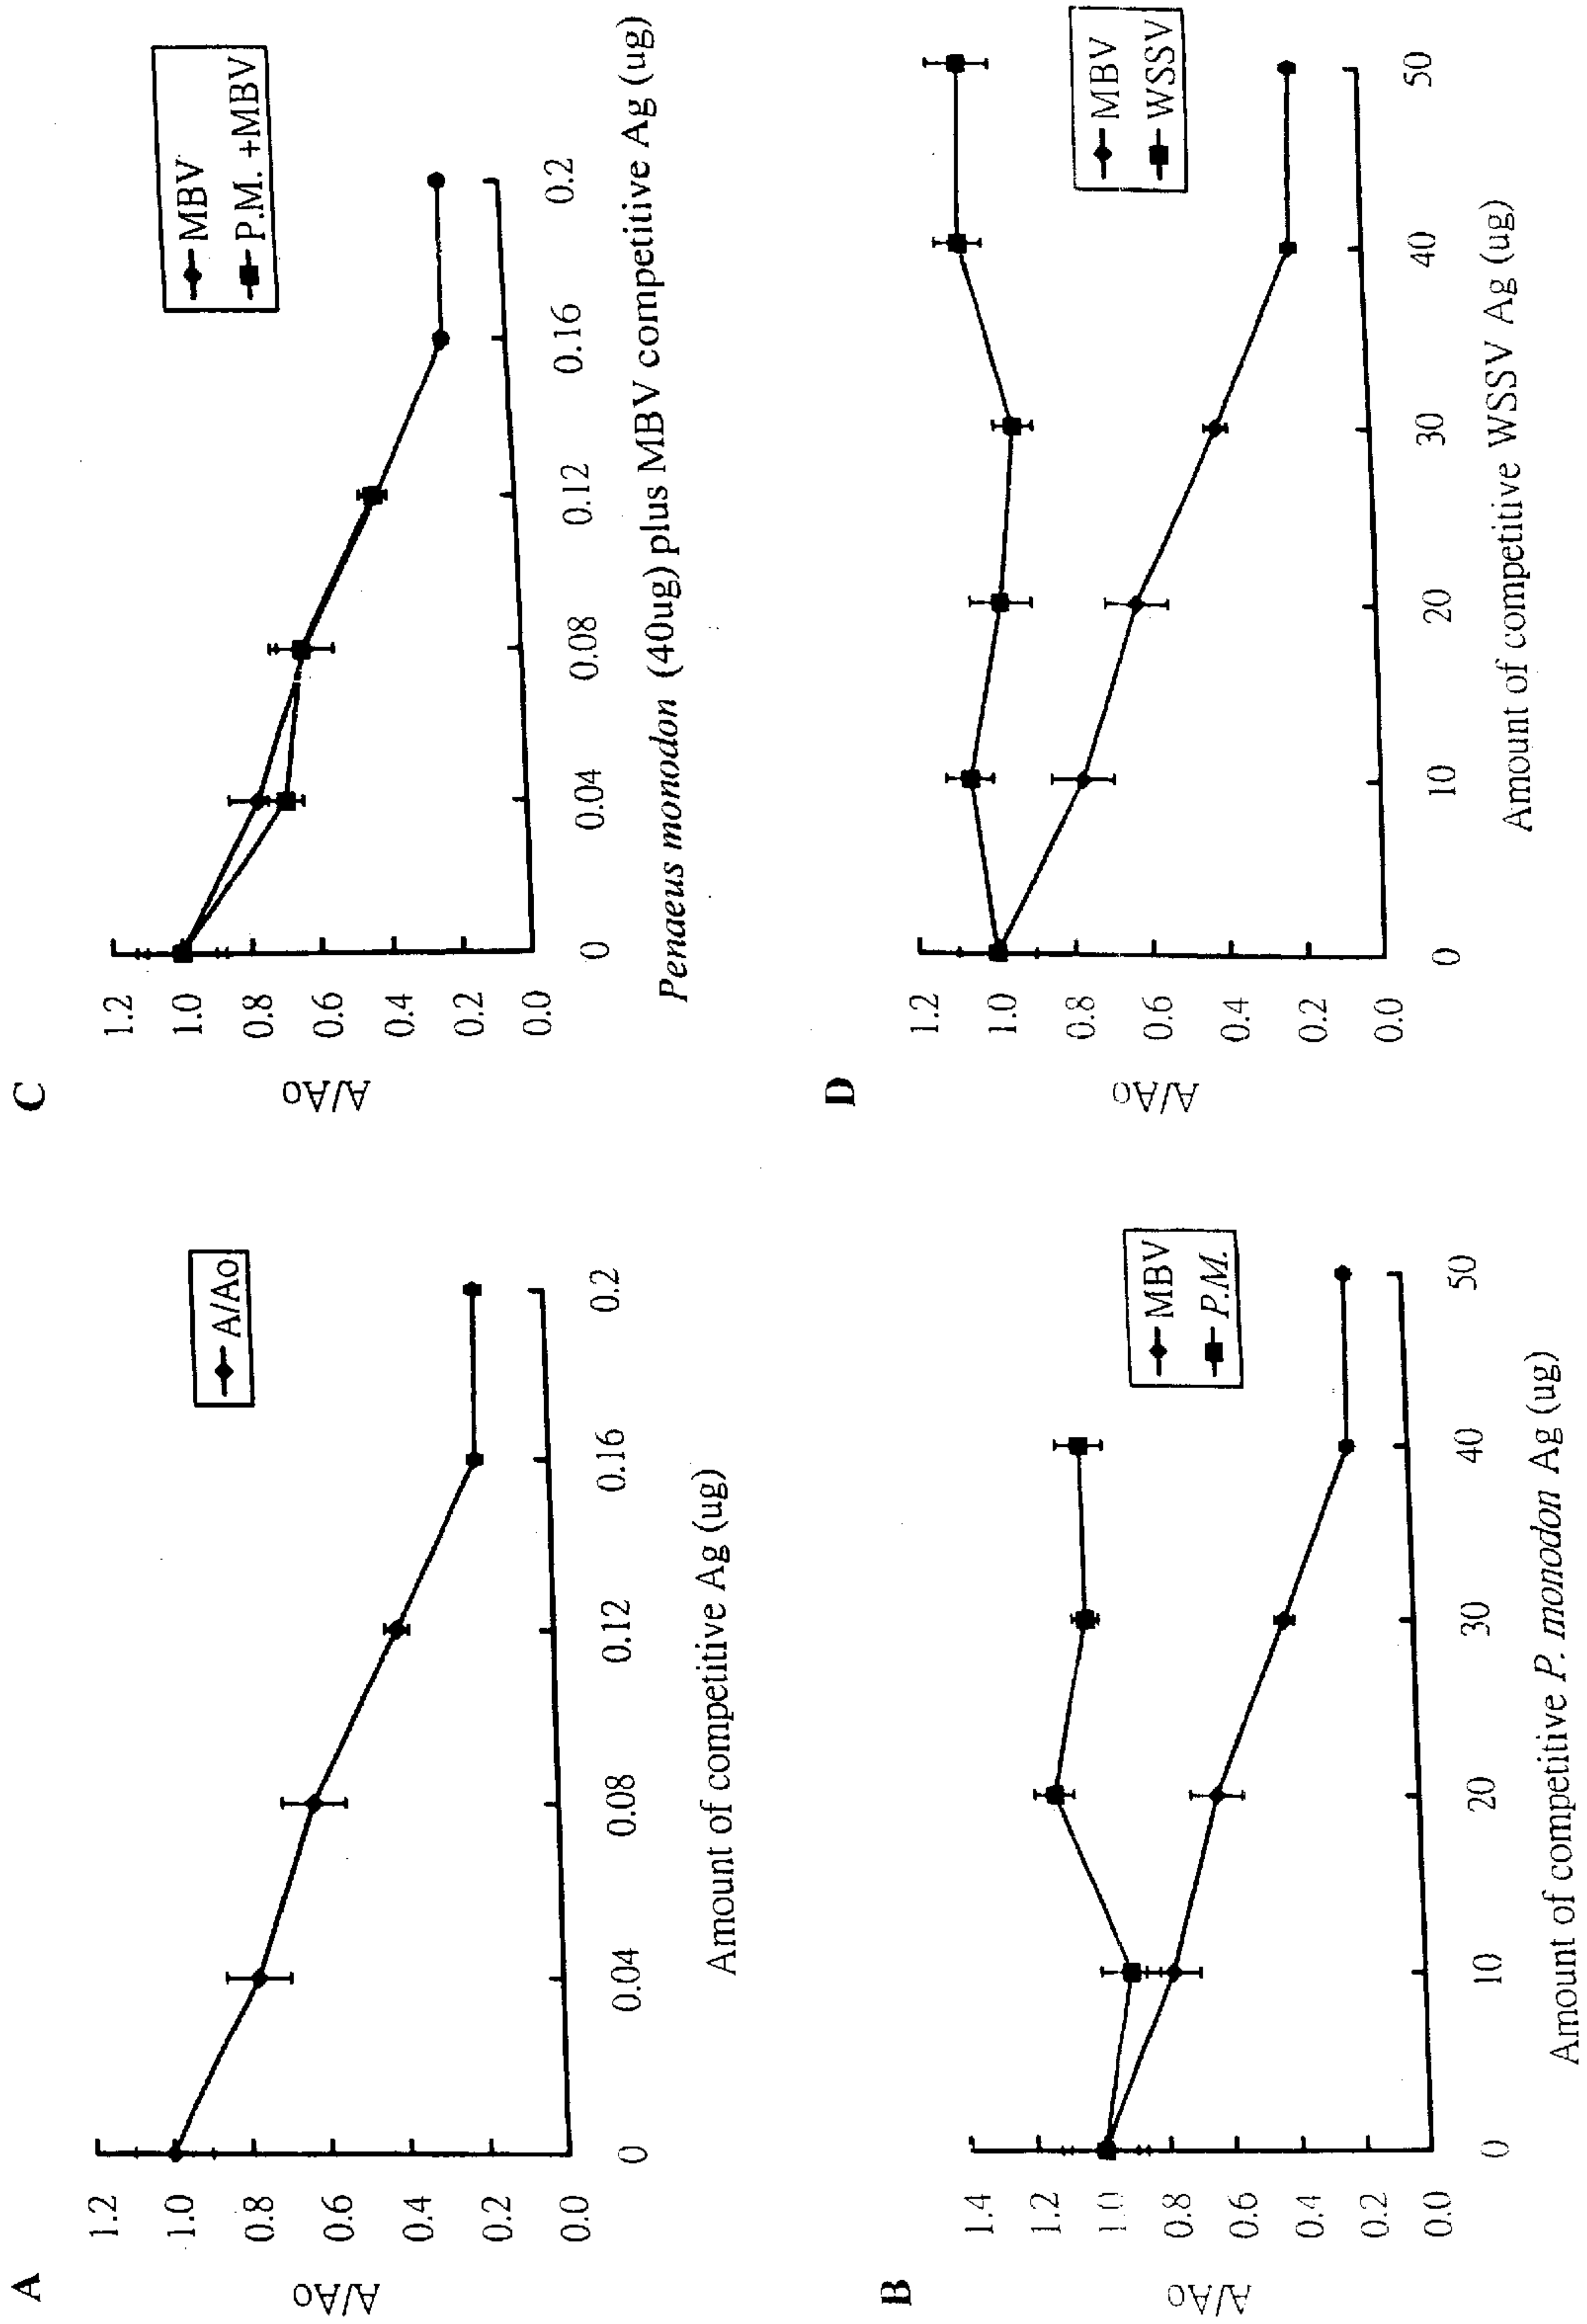 A
A/Ao
1.2
1.0
0.8
0.6
0.4
0.2
0.0
A/Ao
0
0.04
0.08
0.12
0.16
0.2
Amount of competitive Ag (ug)
B
A/Ao
1.4
1.2
1.0
0.8
0.6
0.4
0.2
0.0
MBV
P.M.
0
10
20
30
40
50
Amount of competitive P. monodon Ag (ug)
C
A/Ao
1.2
1.0
0.8
0.6
0.4
0.2
0.0
MBV
P.M. +MBV
0
0.04
0.08
0.12
0.16
0.2
Penaeus monodon (40ug) plus MBV competitive Ag (ug)
D
A/Ao
1.2
1.0
0.8
0.6
0.4
0.2
0.0
MBV
WSSV
0
10
20
30
40
50
Amount of competitive WSSV Ag (ug)